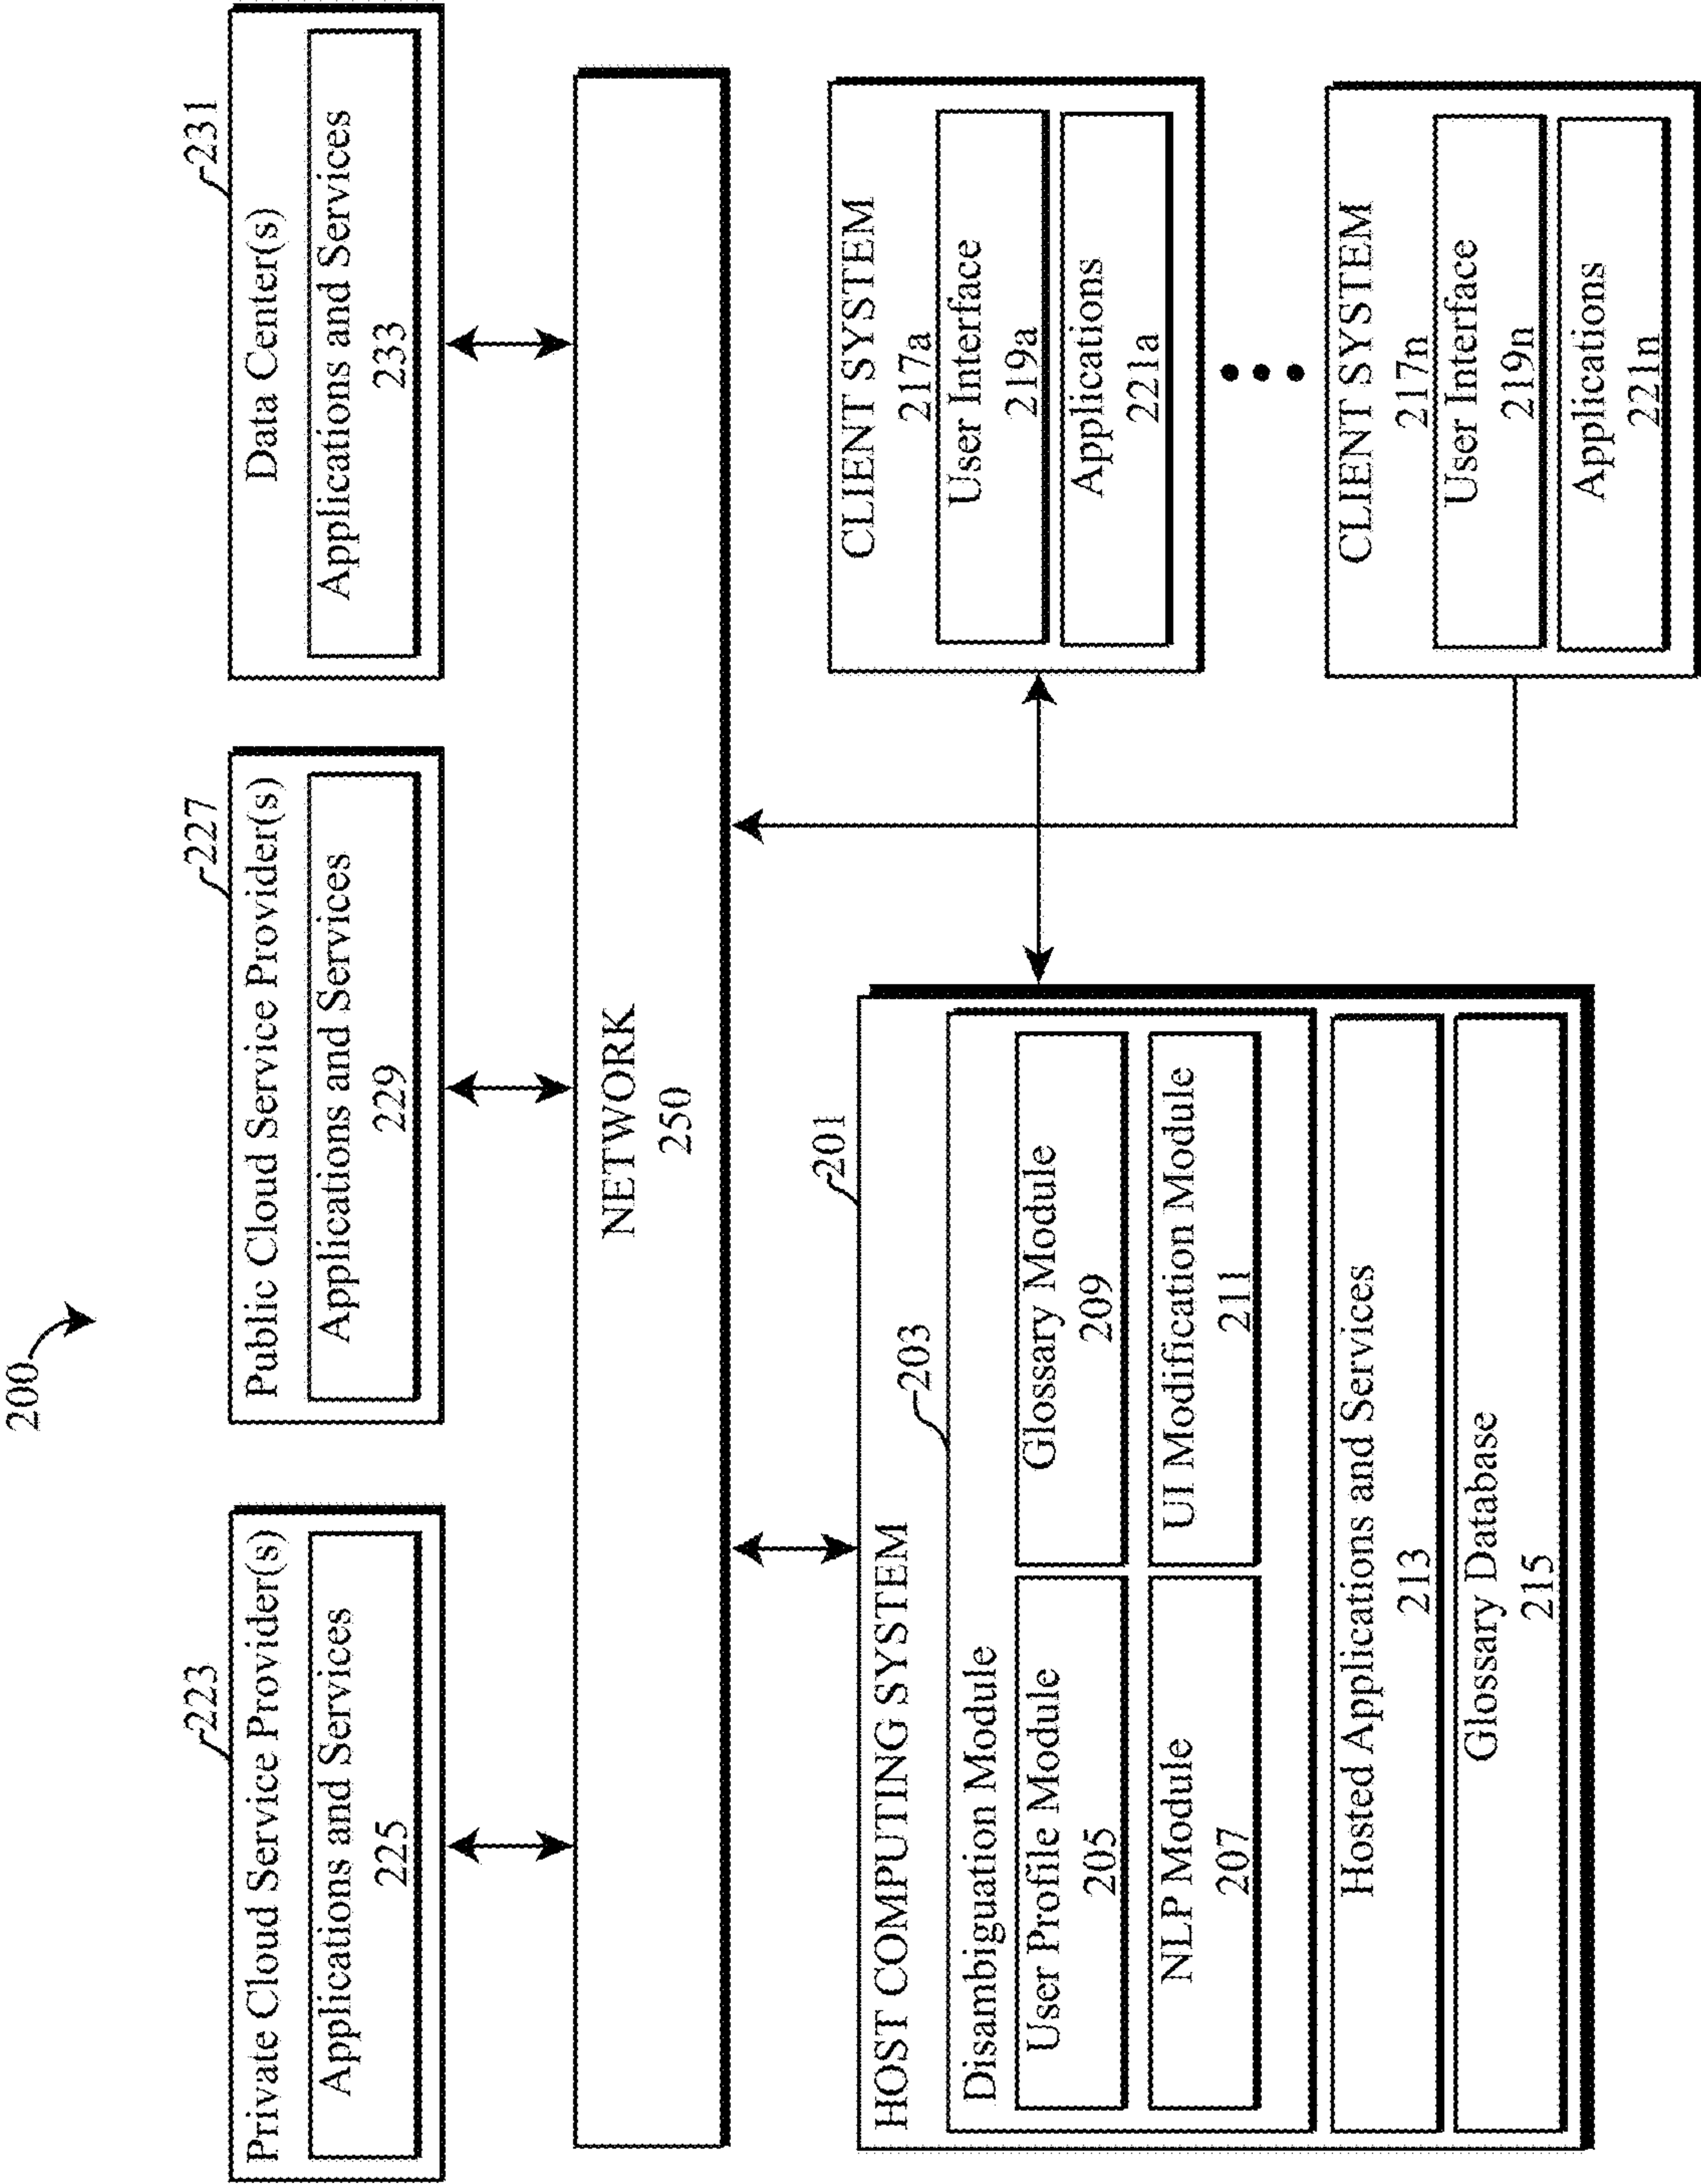 200
223
Private Cloud Service Provider(s)
Applications and Services
225
227
Public Cloud Service Provider(s)
Applications and Services
229
231
Data Center(s)
Applications and Services
233
NETWORK
250
201
HOST COMPUTING SYSTEM
203
Disambiguation Module
User Profile Module
205
Glossary Module
209
NLP Module
207
UI Modification Module
211
Hosted Applications and Services
213
Glossary Database
215
CLIENT SYSTEM
217a
User Interface
219a
Applications
221a
CLIENT SYSTEM
217n
User Interface
219n
Applications
221n